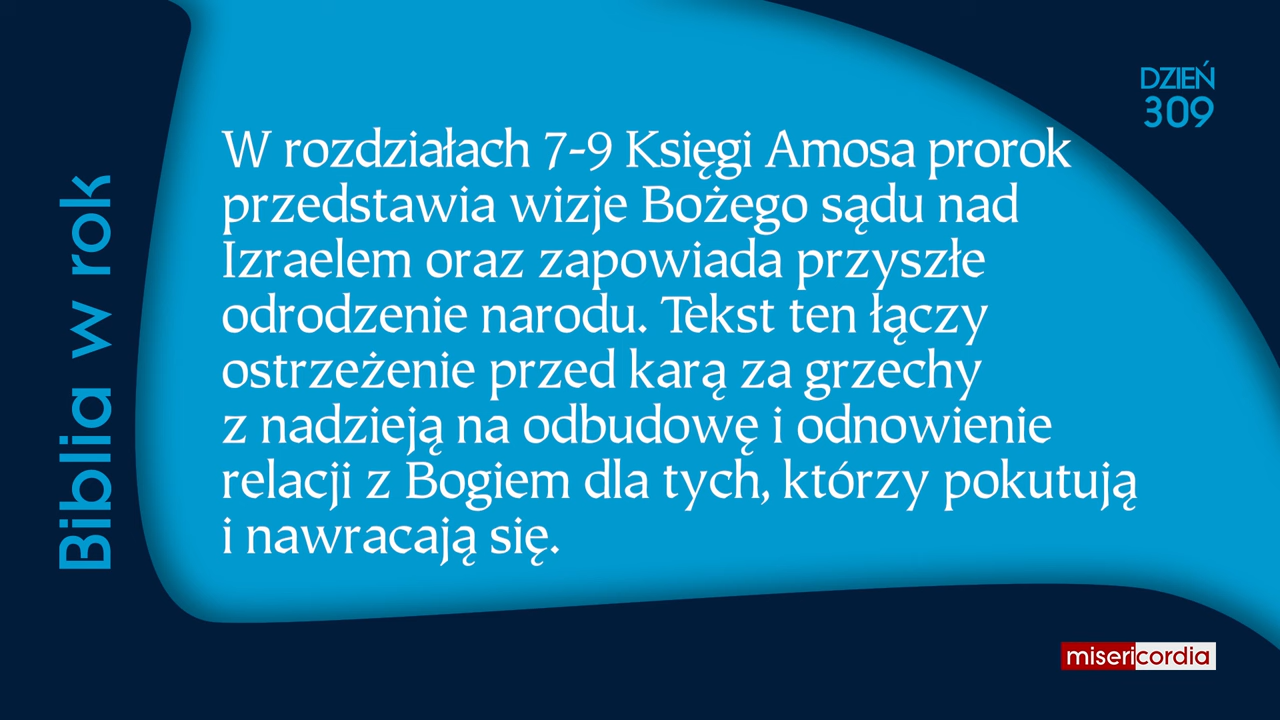 Biblia w rok
DZIEŃ
309
W rozdziałach 7-9 Księgi Amosa prorok
przedstawia wizje Bożego sądu nad
Izraelem oraz zapowiada przyszłe
odrodzenie narodu. Tekst ten łączy
ostrzeżenie przed karą za grzechy
z nadzieją na odbudowę i odnowienie
relacji z Bogiem dla tych, którzy pokutują
i nawracają się.
misericordia